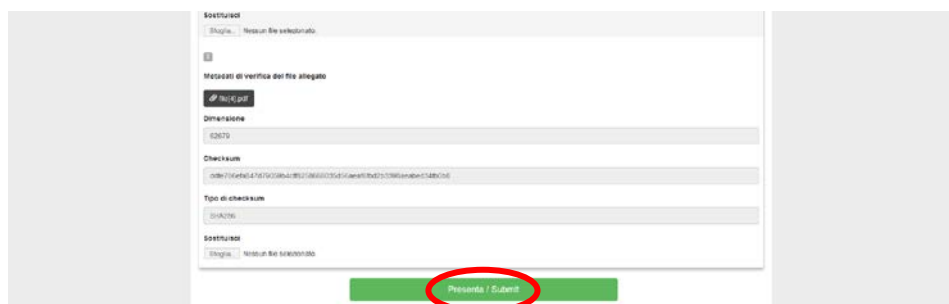 Sostituisci
Sfoglia... Nessun file selezionato.
Metadati di verifica del file allegato
file[4].pdf
Dimensione
62679
Checksum
Tipo di checksum
SHA256
Sostituisci
Sfoglia... Nessun file selezionato.
Presenta / Submit